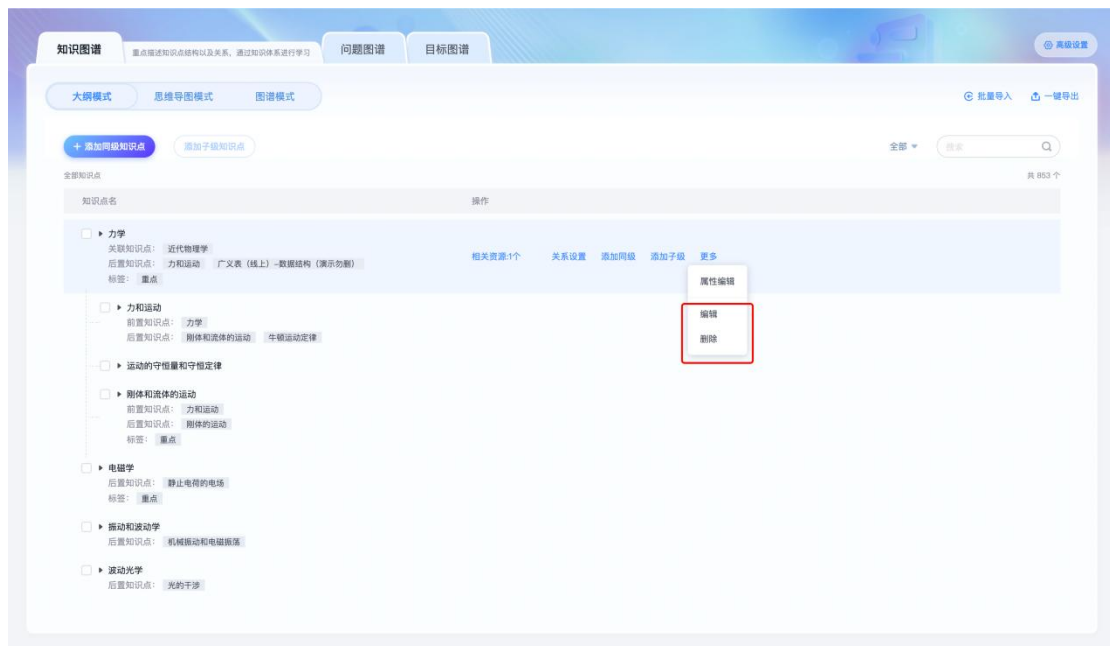 知识图谱 重点描述知识点结构以及关系，通过知识体系进行学习 问题图谱 目标图谱 高级设置
大纲模式 思维导图模式 图谱模式 批量导入 一键导出
+ 添加同级知识点 添加子级知识点 全部 搜索
全部知识点 共 853 个
知识点名 操作
力学
关联知识点： 近代物理学
后置知识点： 力和运动 广义表（线上）-数据结构（演示勿删）
标签： 重点
相关资源:1个 关系设置 添加同级 添加子级 更多
属性编辑
编辑
删除
力和运动
前置知识点： 力学
后置知识点： 刚体和流体的运动 牛顿运动定律
运动的守恒量和守恒定律
刚体和流体的运动
前置知识点： 力和运动
后置知识点： 刚体的运动
标签： 重点
电磁学
后置知识点： 静止电荷的电场
标签： 重点
振动和波动学
后置知识点： 机械振动和电磁振荡
波动光学
后置知识点： 光的干涉